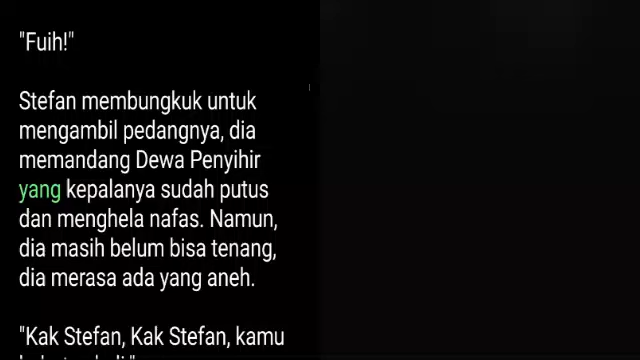 "Fuih!"
Stefan membungkuk untuk
mengambil pedangnya, dia
memandang Dewa Penyihir
yang kepalanya sudah putus
dan menghela nafas. Namun,
dia masih belum bisa tenang,
dia merasa ada yang aneh.
"Kak Stefan, Kak Stefan, kamu